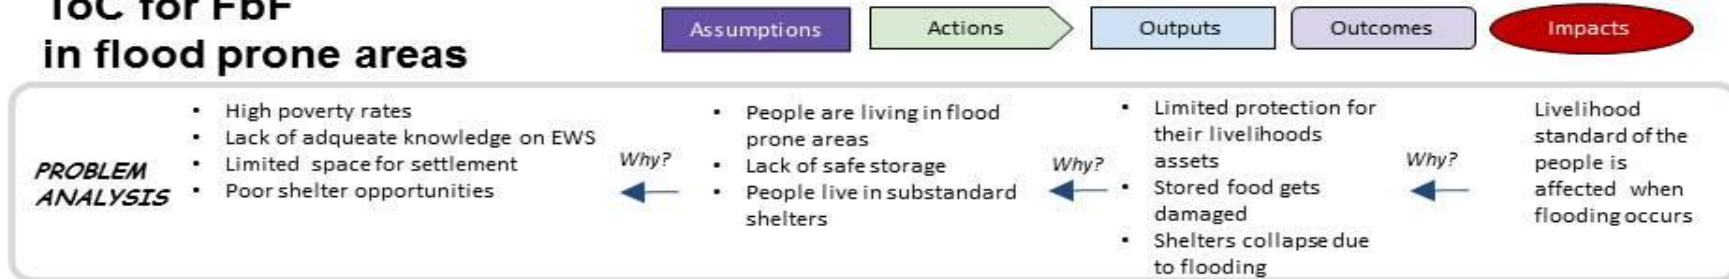 ToC for FbF
in flood prone areas
Assumptions
Actions
Outputs
Outcomes
Impacts
PROBLEM
ANALYSIS
• High poverty rates
• Lack of adqueate knowledge on EWS
• Limited space for settlement
• Poor shelter opportunities
Why?
• People are living in flood
prone areas
• Lack of safe storage
• People live in substandard
shelters
Why?
• Limited protection for
their livelihoods
assets
• Stored food gets
damaged
• Shelters collapse due
to flooding
Why?
Livelihood
standard of the
people is
affected when
flooding occurs